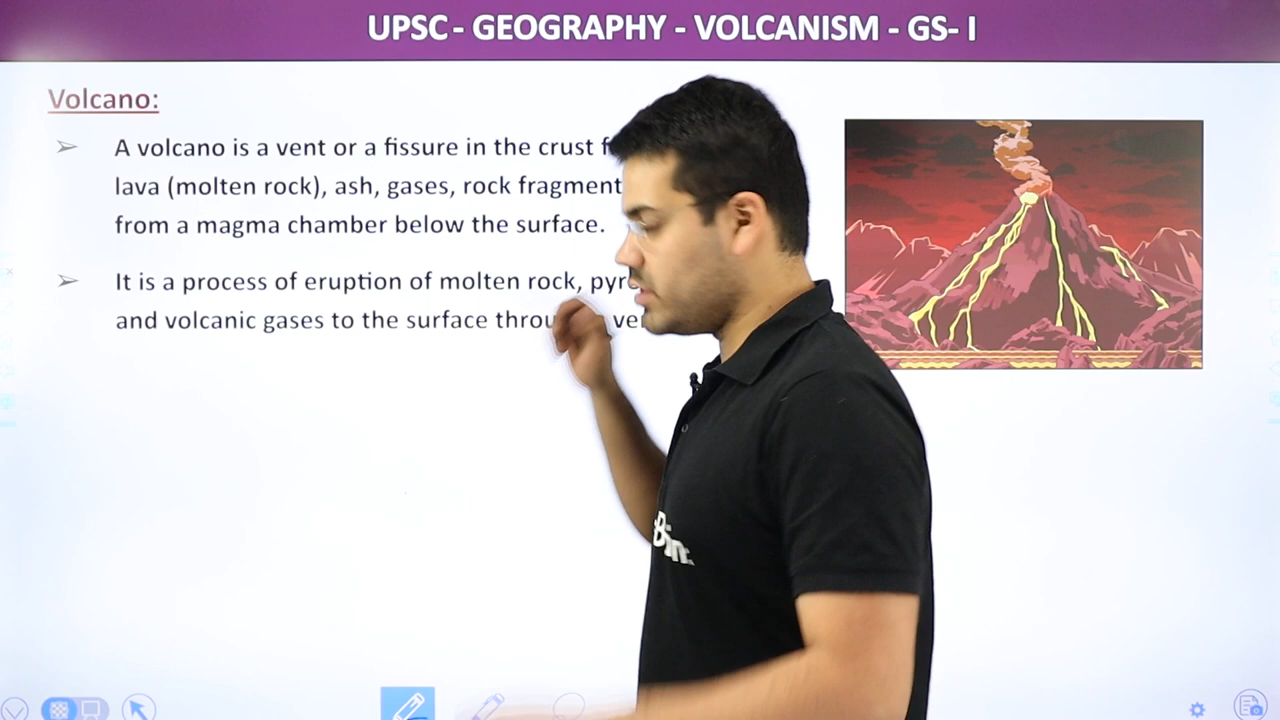 UPSC - GEOGRAPHY - VOLCANISM - GS- I
Volcano:
➢ A volcano is a vent or a fissure in the crust
lava (molten rock), ash, gases, rock
from a magma chamber below the surface.
➢ It is a process of eruption of molten rock,
and volcanic gases to the surface